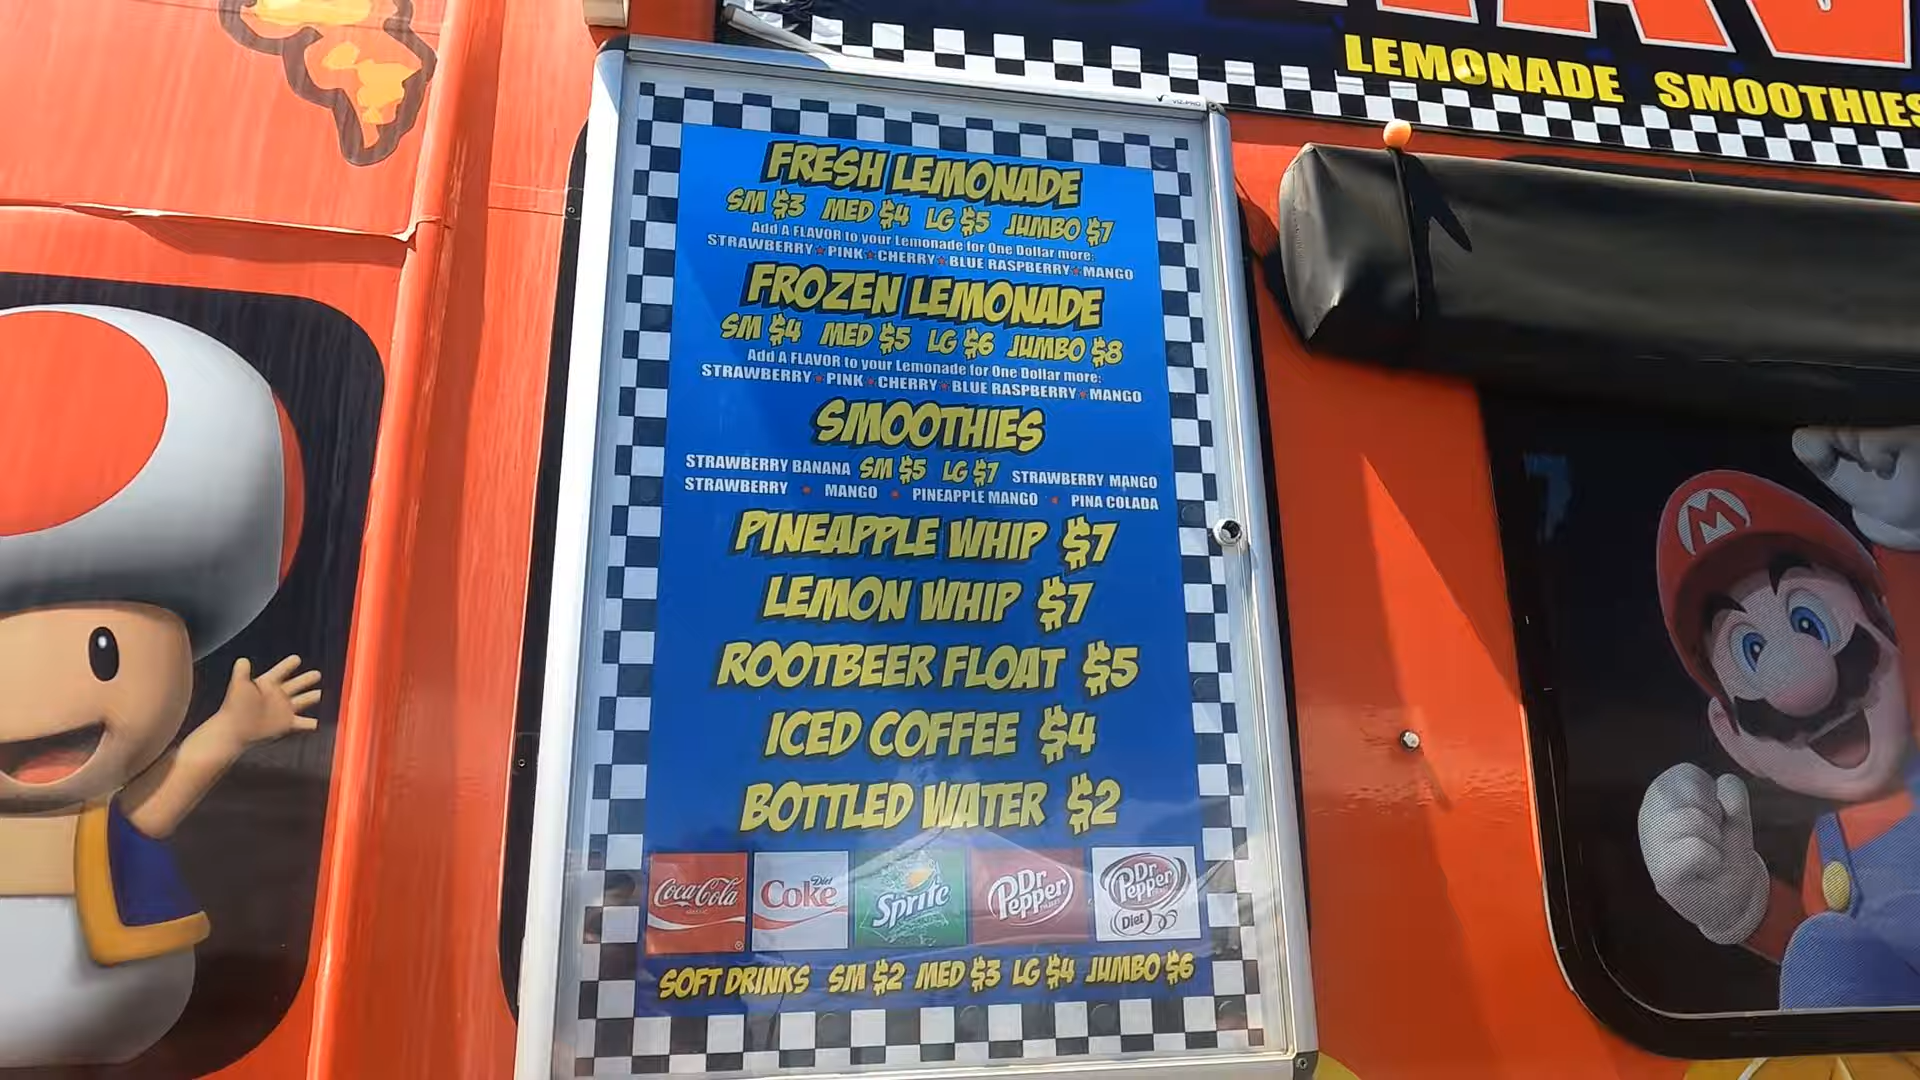 LEMONADE SMOOTHIES
FRESH LEMONADE
SM $3 MED $4 LG $5 JUMBO $7
Add A FLAVOR to your Lemonade for One Dollar more:
STRAWBERRY★PINK★CHERRY★BLUE RASPBERRY★MANGO
FROZEN LEMONADE
SM $4 MED $5 LG $6 JUMBO $8
Add A FLAVOR to your Lemonade for One Dollar more:
STRAWBERRY★PINK★CHERRY★BLUE RASPBERRY★MANGO
SMOOTHIES
STRAWBERRY BANANA SM $5 LG $7 STRAWBERRY MANGO
STRAWBERRY ★ MANGO ★ PINEAPPLE MANGO ★ PINA COLADA
PINEAPPLE WHIP $7
LEMON WHIP $7
ROOTBEER FLOAT $5
ICED COFFEE $4
BOTTLED WATER $2
Coca-Cola
Diet Coke
Sprite
Dr Pepper
Dr Pepper Diet
SOFT DRINKS SM $2 MED $3 LG $4 JUMBO $6
M